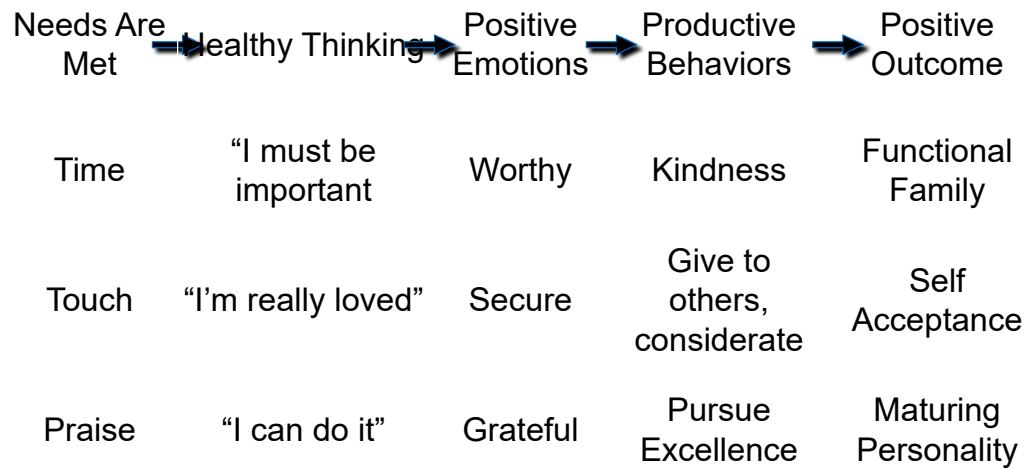 Needs Are
Met
Healthy Thinking
Positive
Emotions
Productive
Behaviors
Positive
Outcome
Time
“I must be
important
Worthy
Kindness
Functional
Family
Touch
“I’m really loved”
Secure
Give to
others,
considerate
Self
Acceptance
Praise
“I can do it”
Grateful
Pursue
Excellence
Maturing
Personality